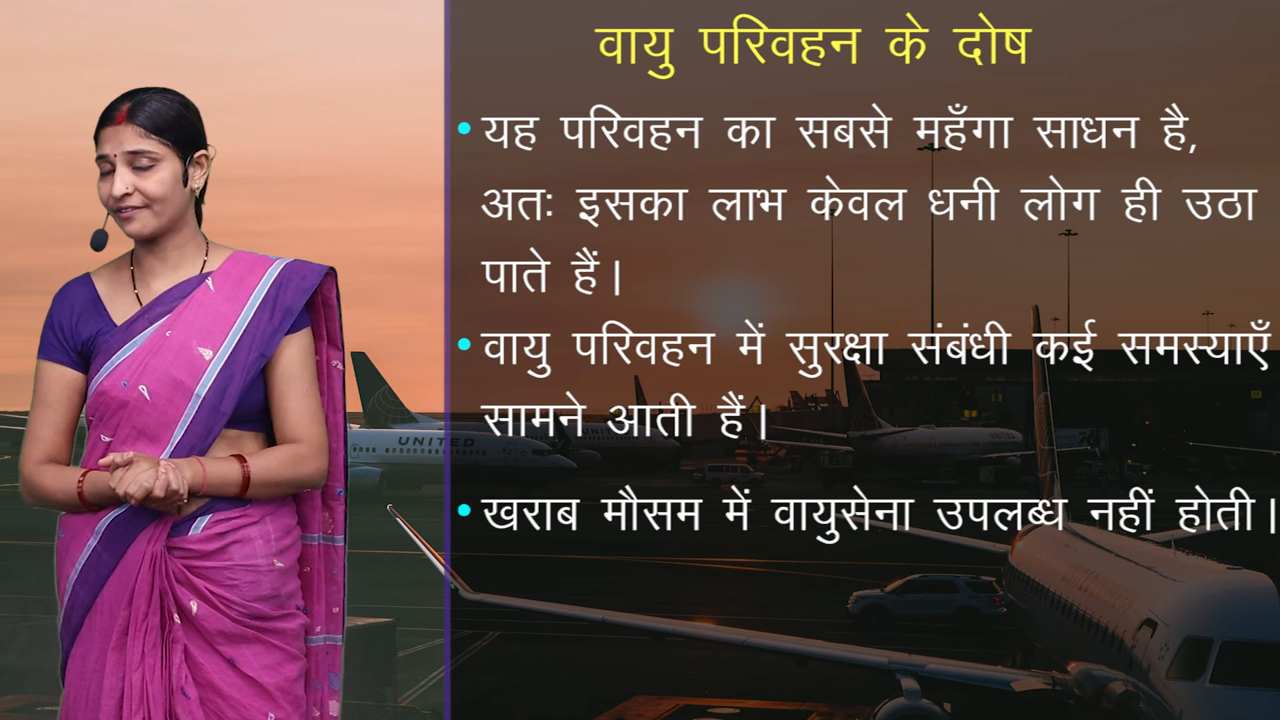 वायु परिवहन के दोष
• यह परिवहन का सबसे महँगा साधन है,
अतः इसका लाभ केवल धनी लोग ही उठा
पाते हैं।
• वायु परिवहन में सुरक्षा संबंधी कई समस्याएँ
सामने आती हैं।
UNITED
• खराब मौसम में वायुसेना उपलब्ध नहीं होती।